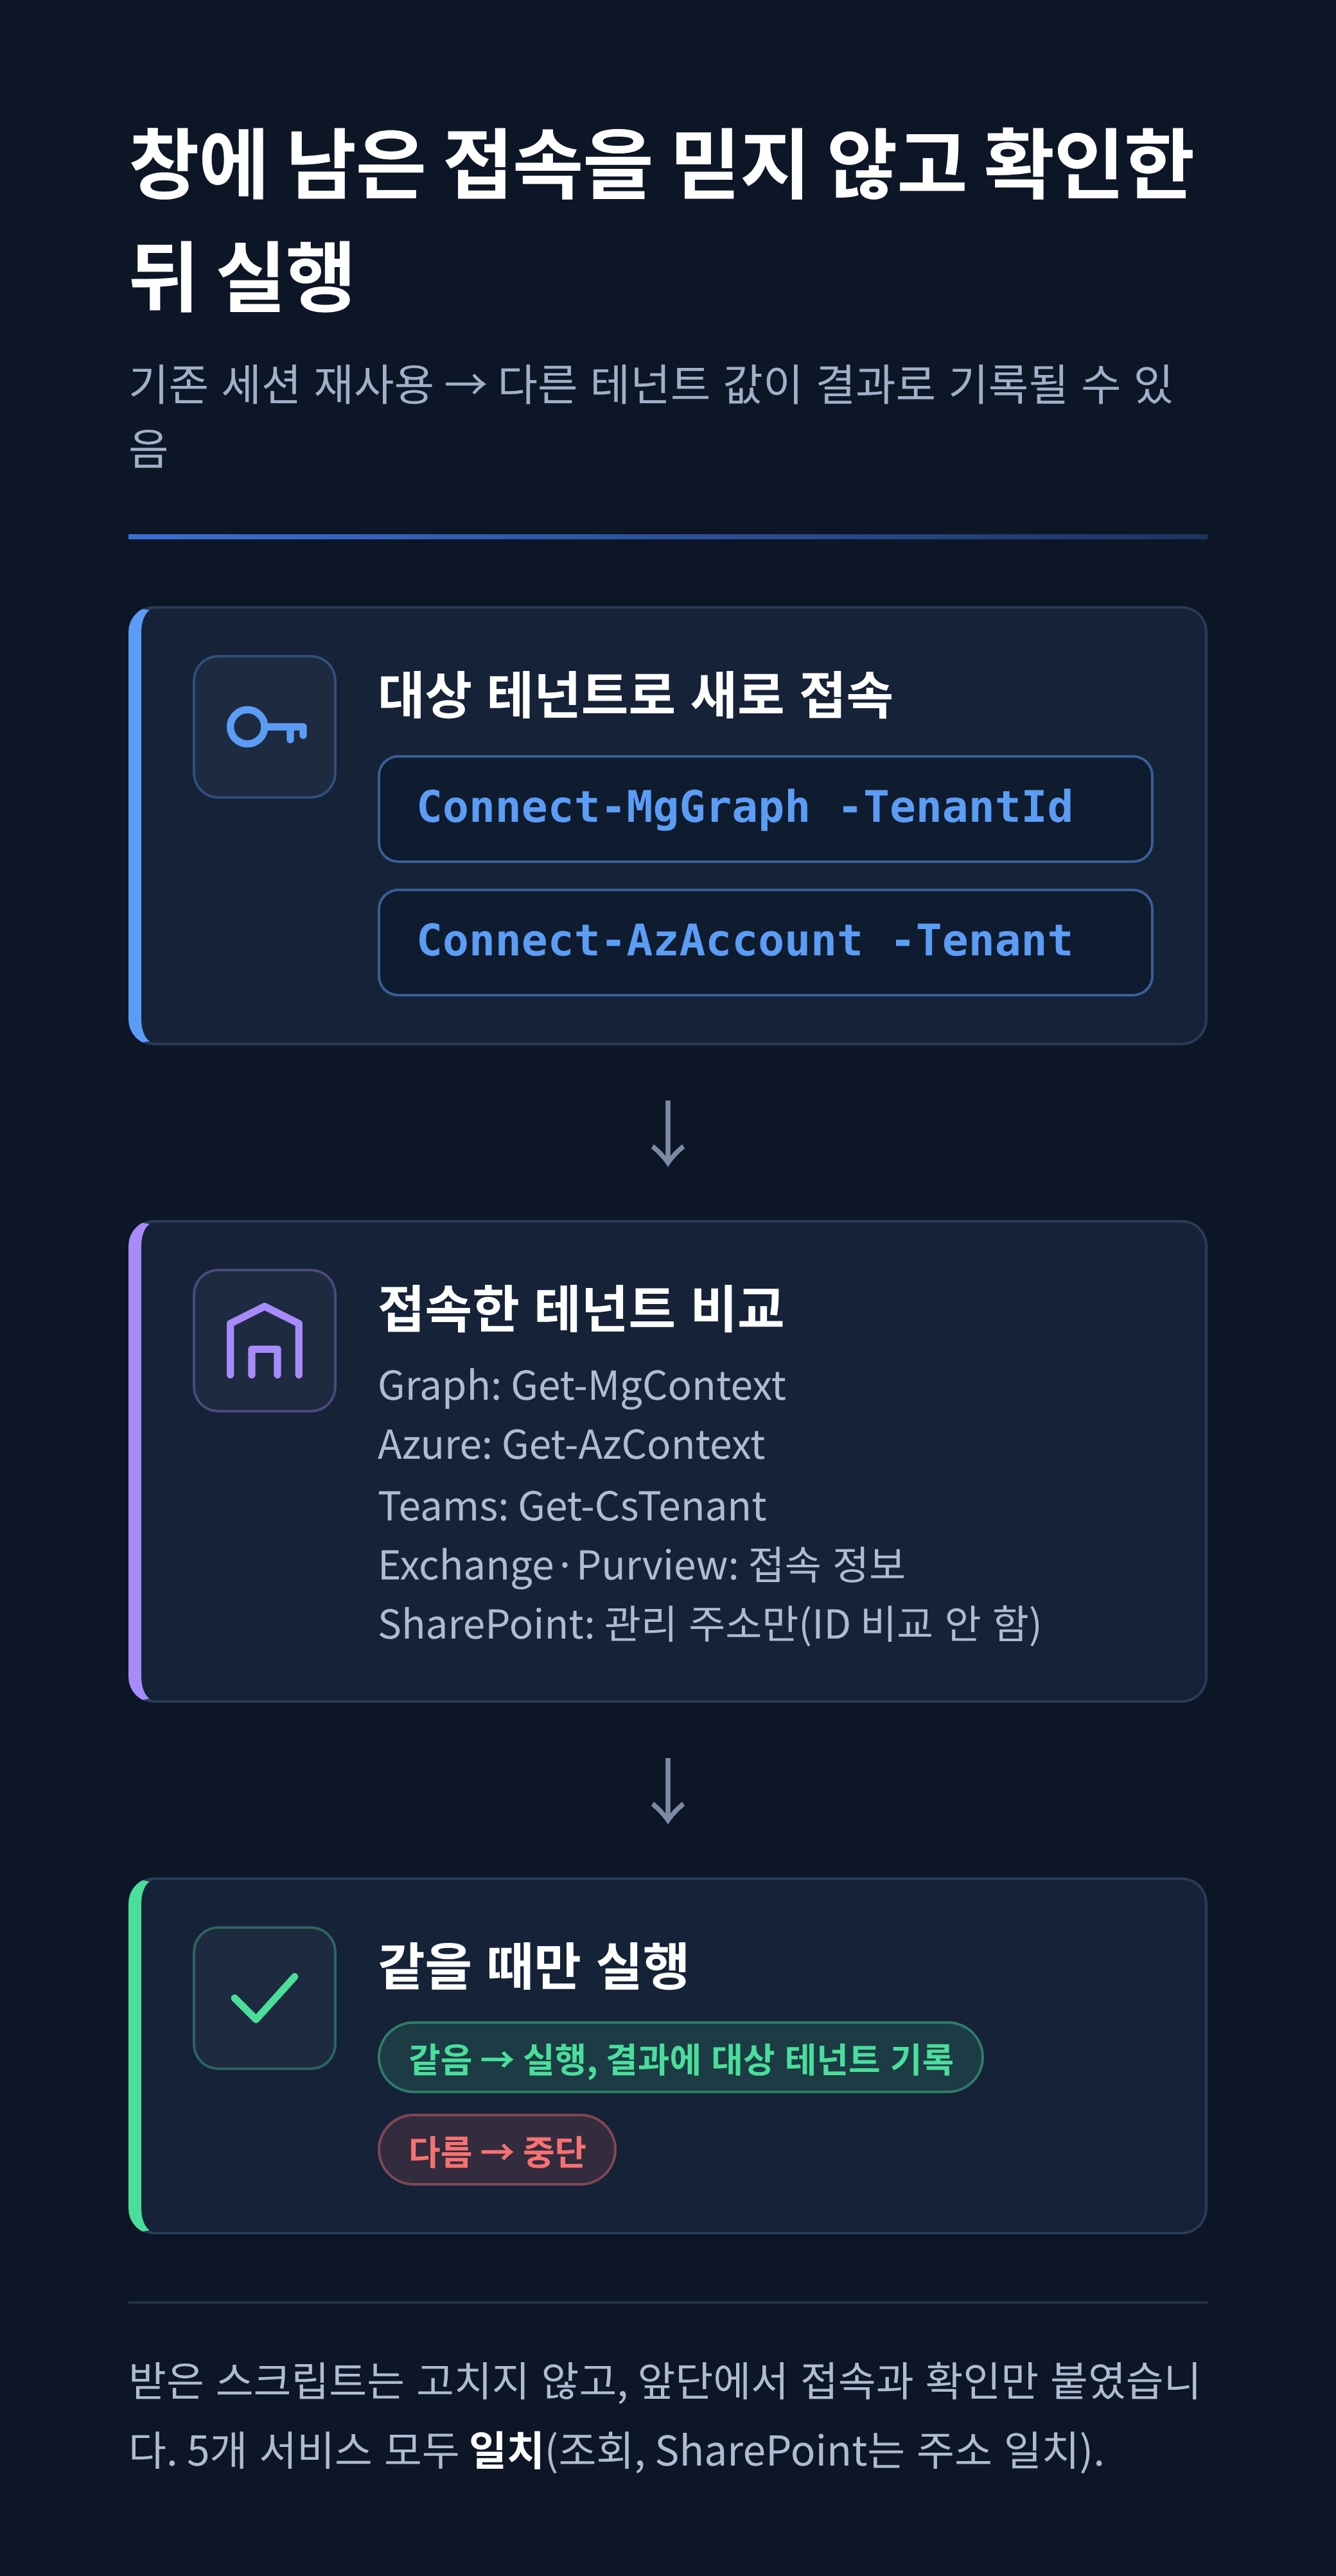 창에 남은 접속을 믿지 않고 확인한
뒤 실행
기존 세션 재사용 → 다른 테넌트 값이 결과로 기록될 수 있
음
대상 테넌트로 새로 접속
Connect-MgGraph -TenantId
Connect-AzAccount -Tenant
↓
접속한 테넌트 비교
Graph: Get-MgContext
Azure: Get-AzContext
Teams: Get-CsTenant
Exchange·Purview: 접속 정보
SharePoint: 관리 주소만(ID 비교 안 함)
↓
같을 때만 실행
같음 → 실행, 결과에 대상 테넌트 기록
다름 → 중단
받은 스크립트는 고치지 않고, 앞단에서 접속과 확인만 붙였습니
다. 5개 서비스 모두 일치(조회, SharePoint는 주소 일치).